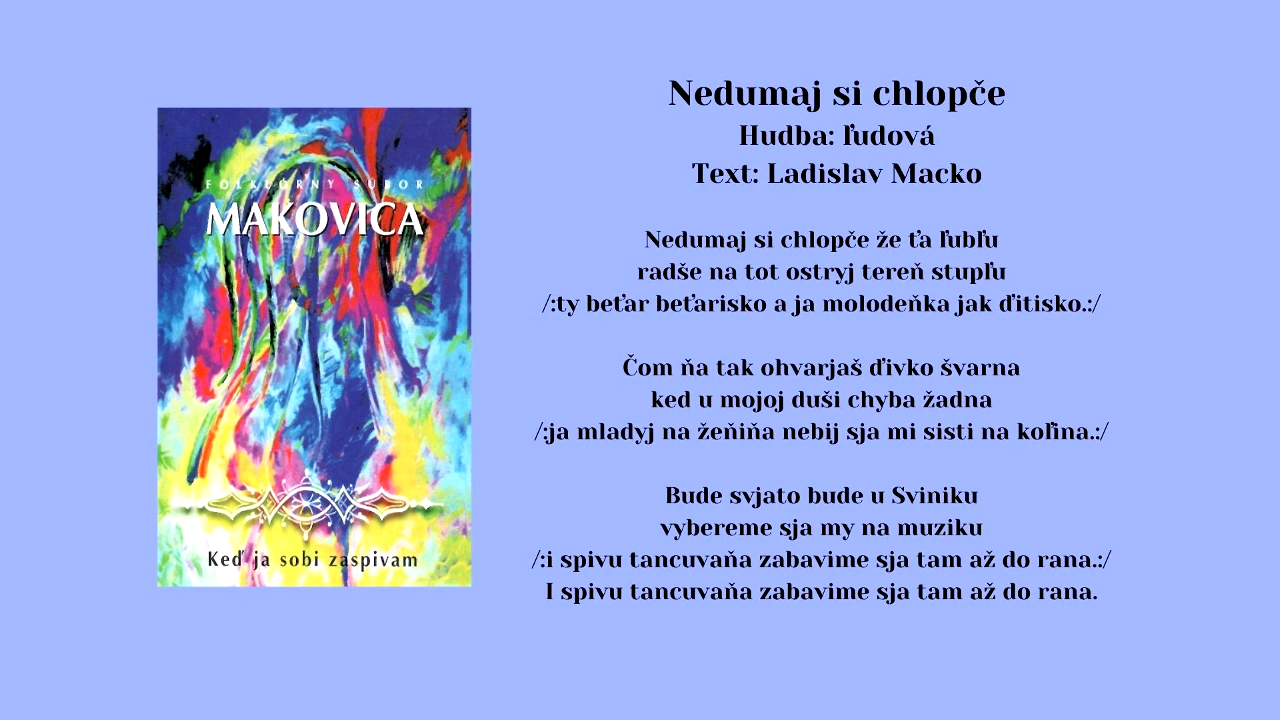 FOLKLÓRNY SÚBOR
MAKOVICA
Keď ja sobi zaspivam
Nedumaj si chlopče
Hudba: ľudová
Text: Ladislav Macko
Nedumaj si chlopče že ťa ľubľu
radše na tot ostryj tereň stupľu
/:ty beťar beťarisko a ja molodeňka jak ďitisko.:/
Čom ňa tak ohvarjaš ďivko švarna
ked u mojoj duši chyba žadna
/:ja mladyj na žeňiňa nebij sja mi sisti na koľina.:/
Bude svjato bude u Sviniku
vybereme sja my na muziku
/:i spivu tancuvaňa zabavime sja tam až do rana.:/
I spivu tancuvaňa zabavime sja tam až do rana.